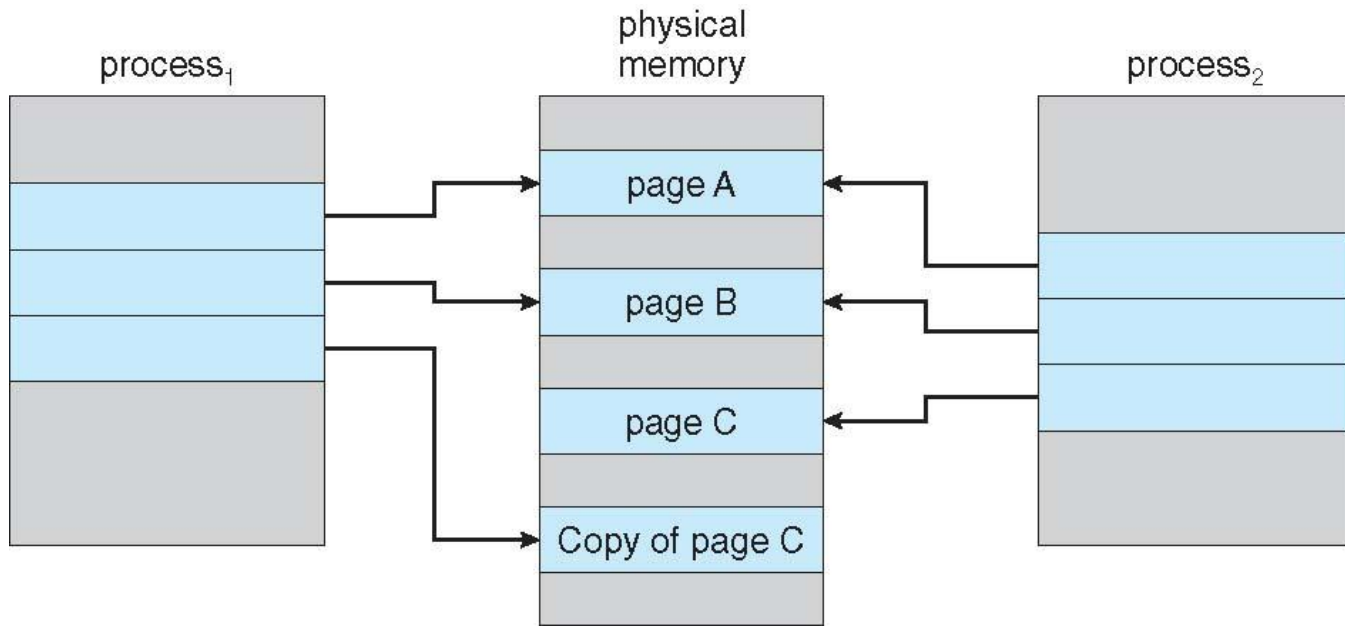 process₁
physical
memory
process₂
page A
page B
page C
Copy of page C